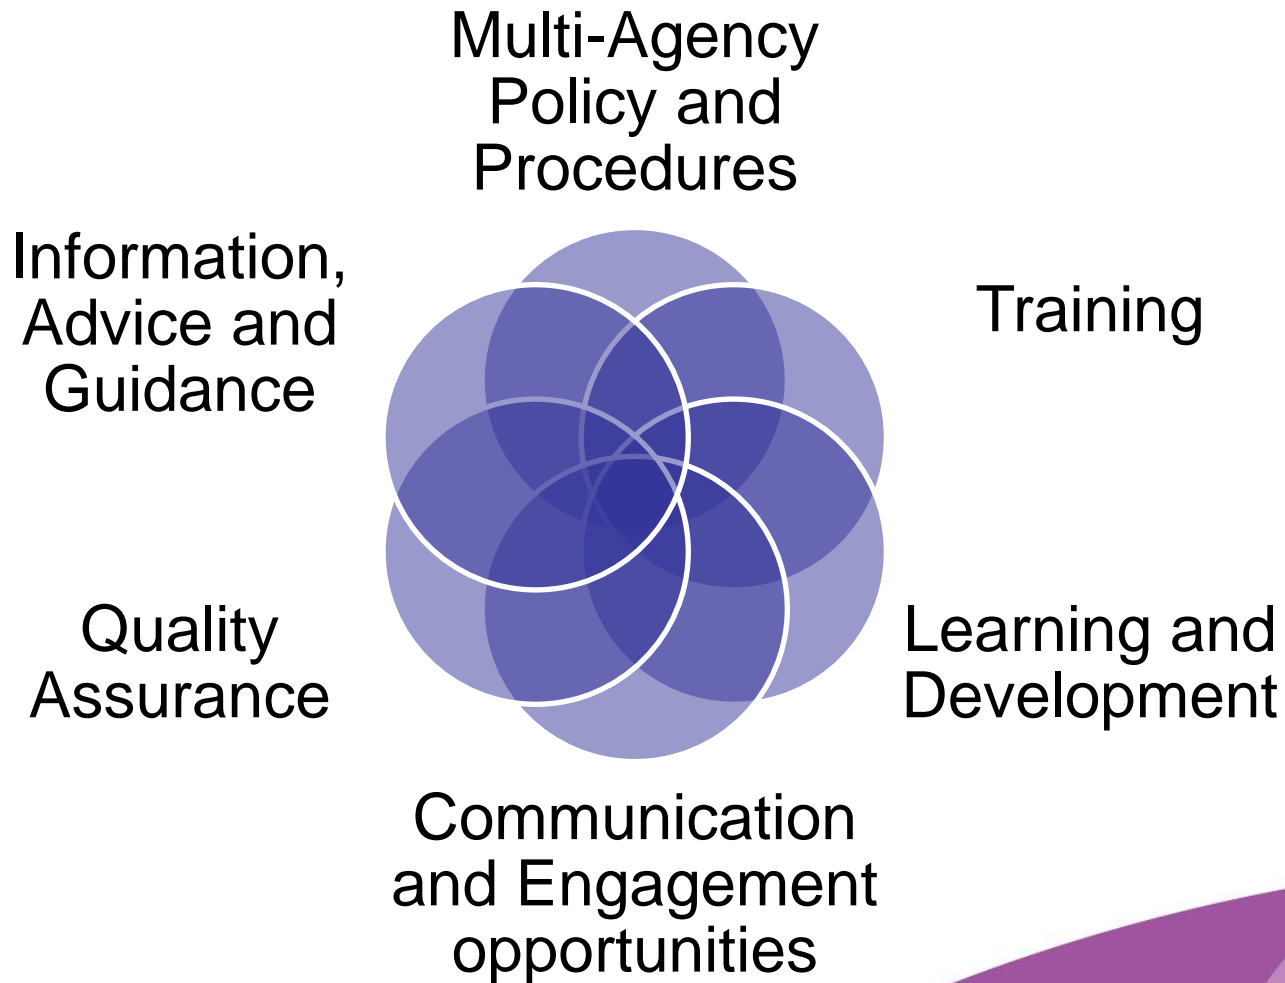 Multi-Agency
Policy and
Procedures
Information,
Advice and
Guidance
Training
Quality
Assurance
Learning and
Development
Communication
and Engagement
opportunities